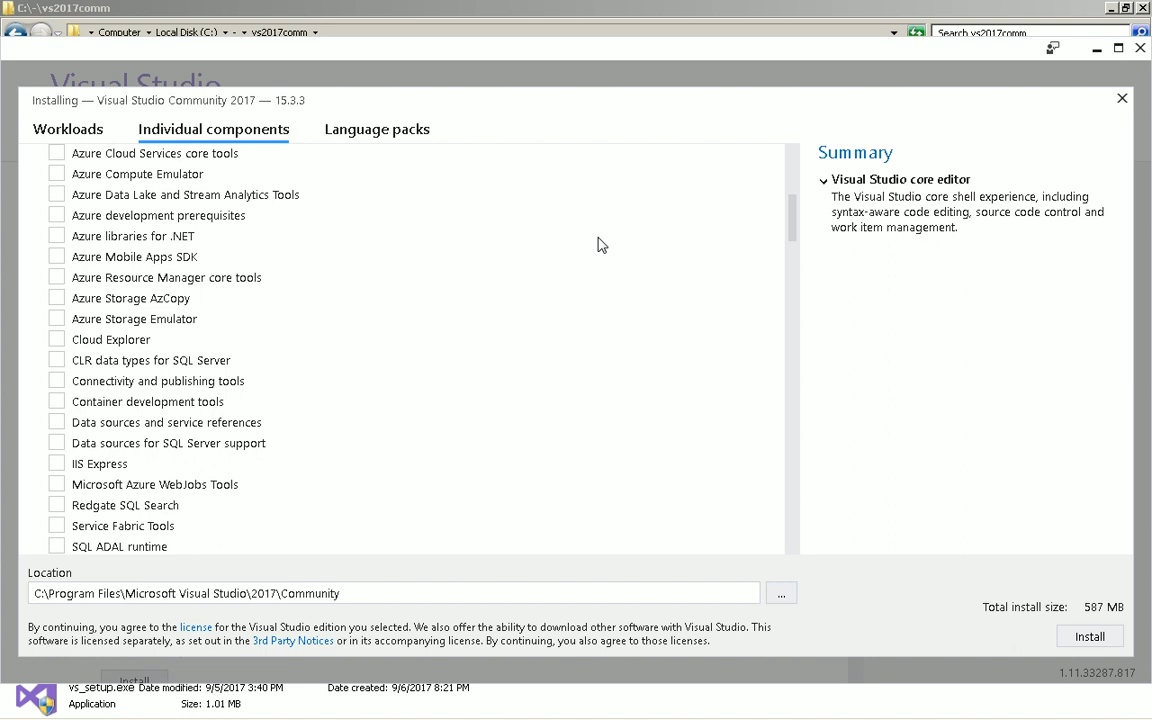 C:\-\vs2017comm
Computer ▾ Local Disk (C:) ▾ - ▾ vs2017comm ▾
Search vs2017comm
Visual Studio
Installing — Visual Studio Community 2017 — 15.3.3
Workloads
Individual components
Language packs
Azure Cloud Services core tools
Azure Compute Emulator
Azure Data Lake and Stream Analytics Tools
Azure development prerequisites
Azure libraries for .NET
Azure Mobile Apps SDK
Azure Resource Manager core tools
Azure Storage AzCopy
Azure Storage Emulator
Cloud Explorer
CLR data types for SQL Server
Connectivity and publishing tools
Container development tools
Data sources and service references
Data sources for SQL Server support
IIS Express
Microsoft Azure WebJobs Tools
Redgate SQL Search
Service Fabric Tools
SQL ADAL runtime
Summary
Visual Studio core editor
The Visual Studio core shell experience, including
syntax-aware code editing, source code control and
work item management.
Location
C:\Program Files\Microsoft Visual Studio\2017\Community
...
By continuing, you agree to the license for the Visual Studio edition you selected. We also offer the ability to download other software with Visual Studio. This
software is licensed separately, as set out in the 3rd Party Notices or in its accompanying license. By continuing, you also agree to those licenses.
Total install size: 587 MB
Install
Install
1.11.33287.817
vs_setup.exe Date modified: 9/5/2017 3:40 PM Date created: 9/6/2017 8:21 PM
Application Size: 1.01 MB